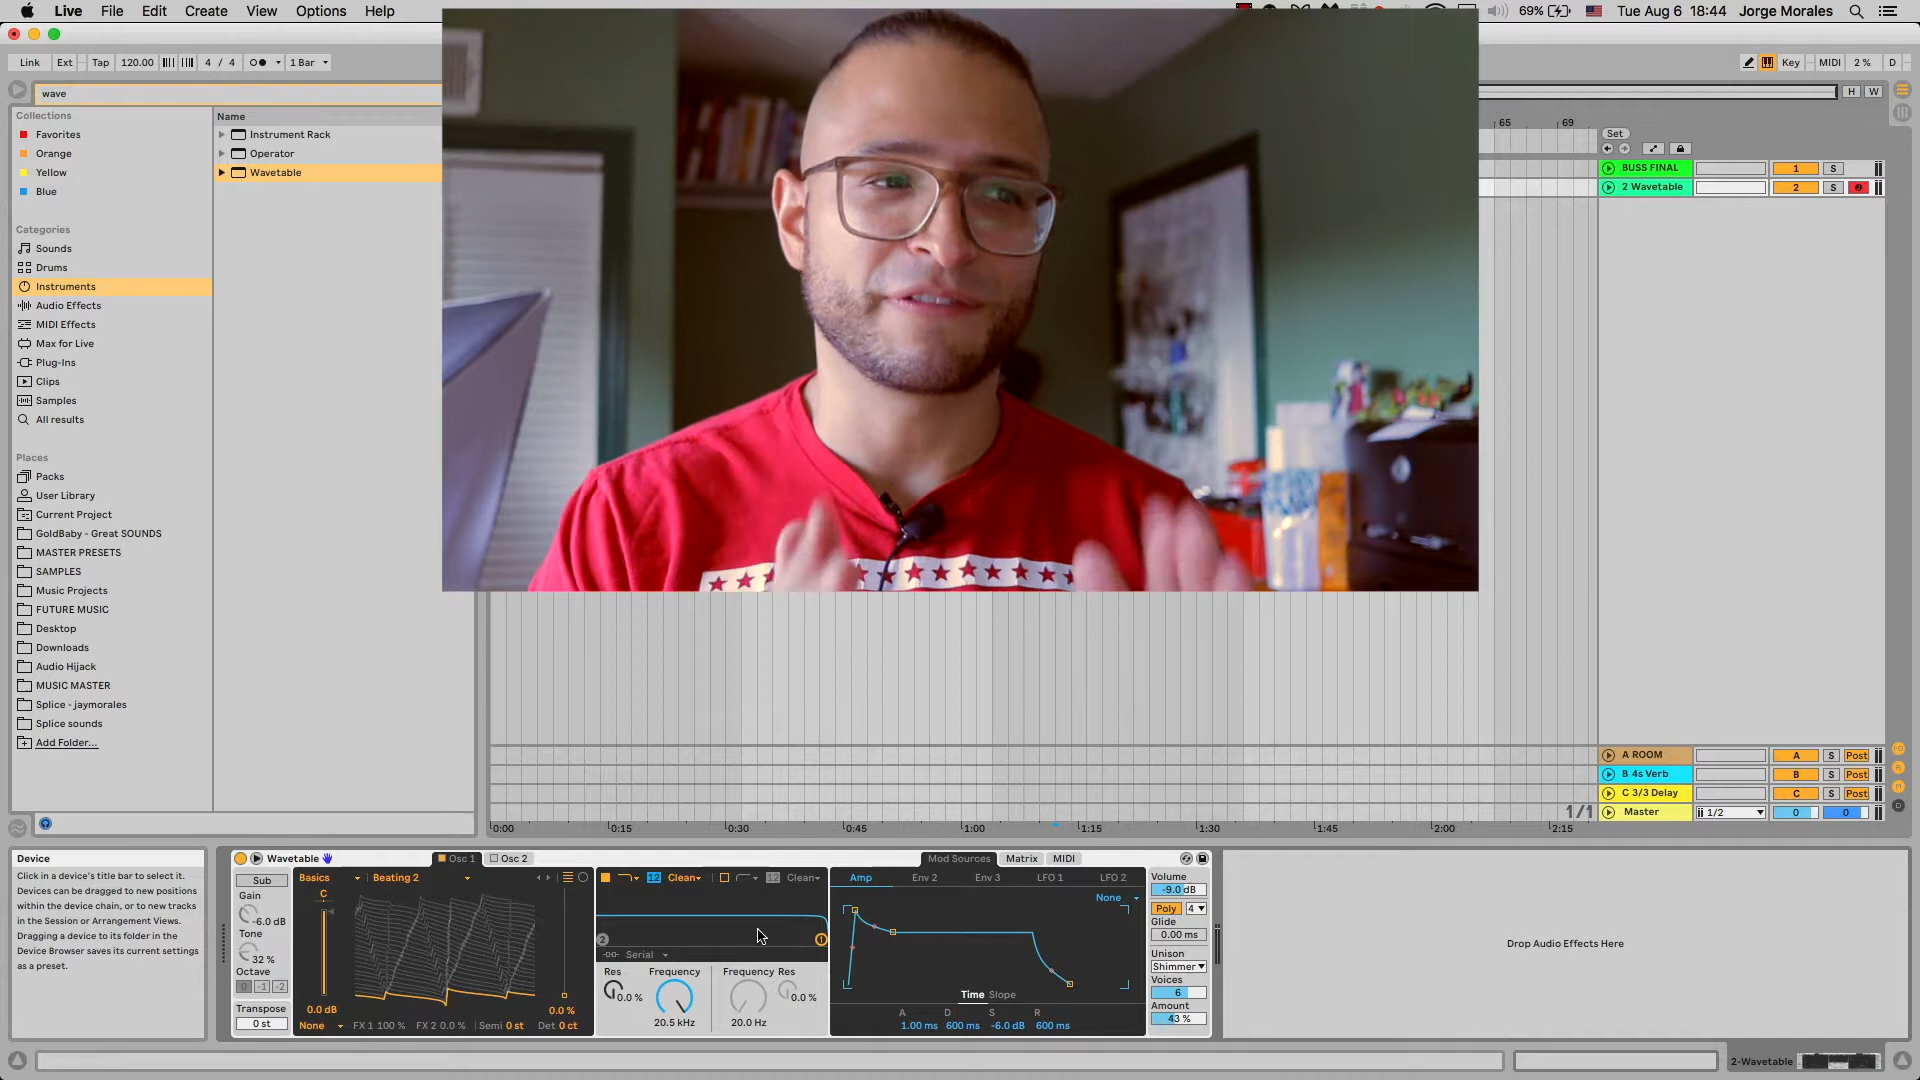 Live File Edit Create View Options Help
69% Tue Aug 6 18:44 Jorge Morales
Link Ext Tap 120.00 4 / 4 1 Bar
Key MIDI 2 % D
wave
H W
Collections
Favorites
Orange
Yellow
Blue
Categories
Sounds
Drums
Instruments
Audio Effects
MIDI Effects
Max for Live
Plug-Ins
Clips
Samples
All results
Places
Packs
User Library
Current Project
GoldBaby - Great SOUNDS
MASTER PRESETS
SAMPLES
Music Projects
FUTURE MUSIC
Desktop
Downloads
Audio Hijack
MUSIC MASTER
Splice - jaymorales
Splice sounds
Add Folder...
Name
Instrument Rack
Operator
Wavetable
65 69
Set
BUSS FINAL 1 S
2 Wavetable 2 S
A ROOM A S Post
B 4s Verb B S Post
C 3/3 Delay C S Post
1/1 Master 1/2 0 0
0:00 0:15 0:30 0:45 1:00 1:15 1:30 1:45 2:00 2:15
Device
Click in a device's title bar to select it.
Devices can be dragged to new positions
within the device chain, or to new tracks
in the Session or Arrangement Views.
Dragging a device to its folder in the
Device Browser saves its current settings
as a preset.
Wavetable Osc 1 Osc 2 Mod Sources Matrix MIDI
Sub
Gain
-6.0 dB
Tone
32 %
Octave
0 -1 -2
Transpose
0 st
Basics Beating 2
C
0.0 dB 0.0 %
None FX 1 100 % FX 2 0.0 % Semi 0 st Det 0 ct
12 Clean 12 Clean
2 1
Serial
Res Frequency Frequency Res
0.0 % 0.0 %
20.5 kHz 20.0 Hz
Amp Env 2 Env 3 LFO 1 LFO 2
None
Time Slope
A D S R
1.00 ms 600 ms -6.0 dB 600 ms
Volume
-9.0 dB
Poly 4
Glide
0.00 ms
Unison
Shimmer
Voices
6
Amount
43 %
Drop Audio Effects Here
2-Wavetable